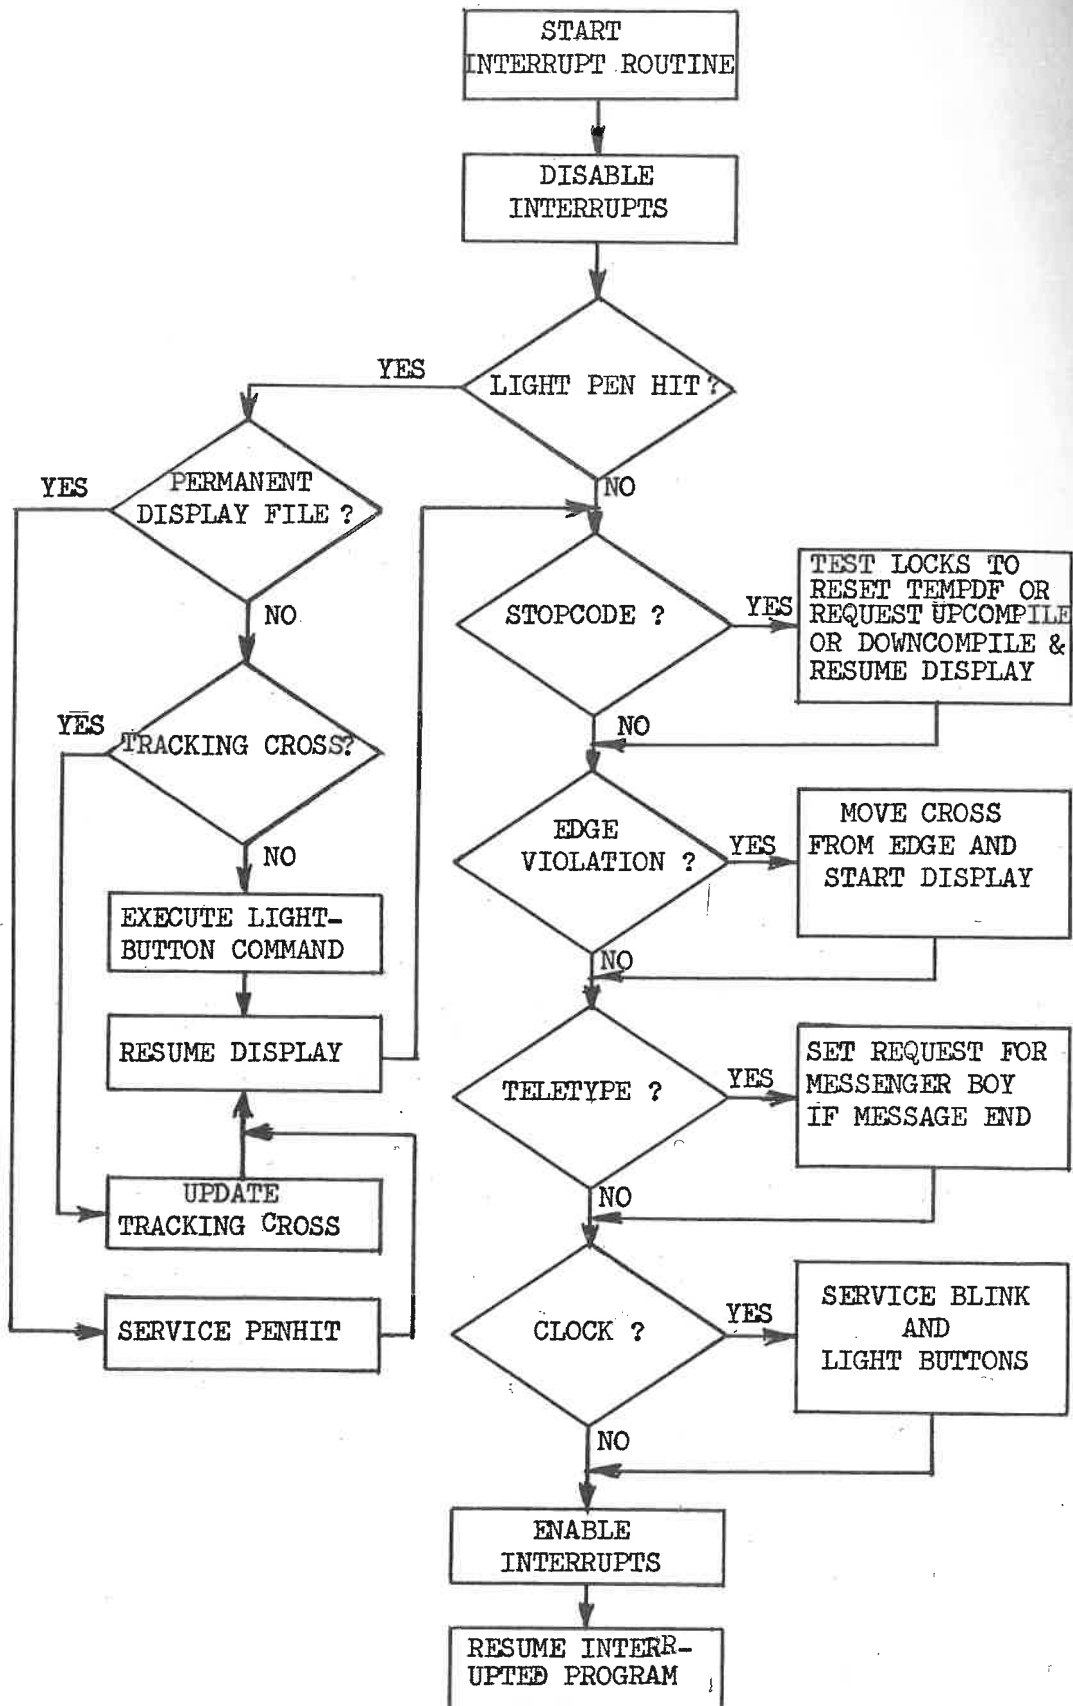 START
INTERRUPT ROUTINE
DISABLE
INTERRUPTS
LIGHT PEN HIT ?
YES
NO
PERMANENT
DISPLAY FILE ?
YES
NO
TRACKING CROSS?
YES
NO
EXECUTE LIGHT-
BUTTON COMMAND
RESUME DISPLAY
UPDATE
TRACKING CROSS
SERVICE PENHIT
STOPCODE ?
YES
TEST LOCKS TO
RESET TEMPDF OR
REQUEST UPCOMPILE
OR DOWNCOMPILE &
RESUME DISPLAY
NO
EDGE
VIOLATION ?
YES
MOVE CROSS
FROM EDGE AND
START DISPLAY
NO
TELETYPE ?
YES
SET REQUEST FOR
MESSENGER BOY
IF MESSAGE END
NO
CLOCK ?
YES
SERVICE BLINK
AND
LIGHT BUTTONS
NO
ENABLE
INTERRUPTS
RESUME INTERR-
UPTED PROGRAM